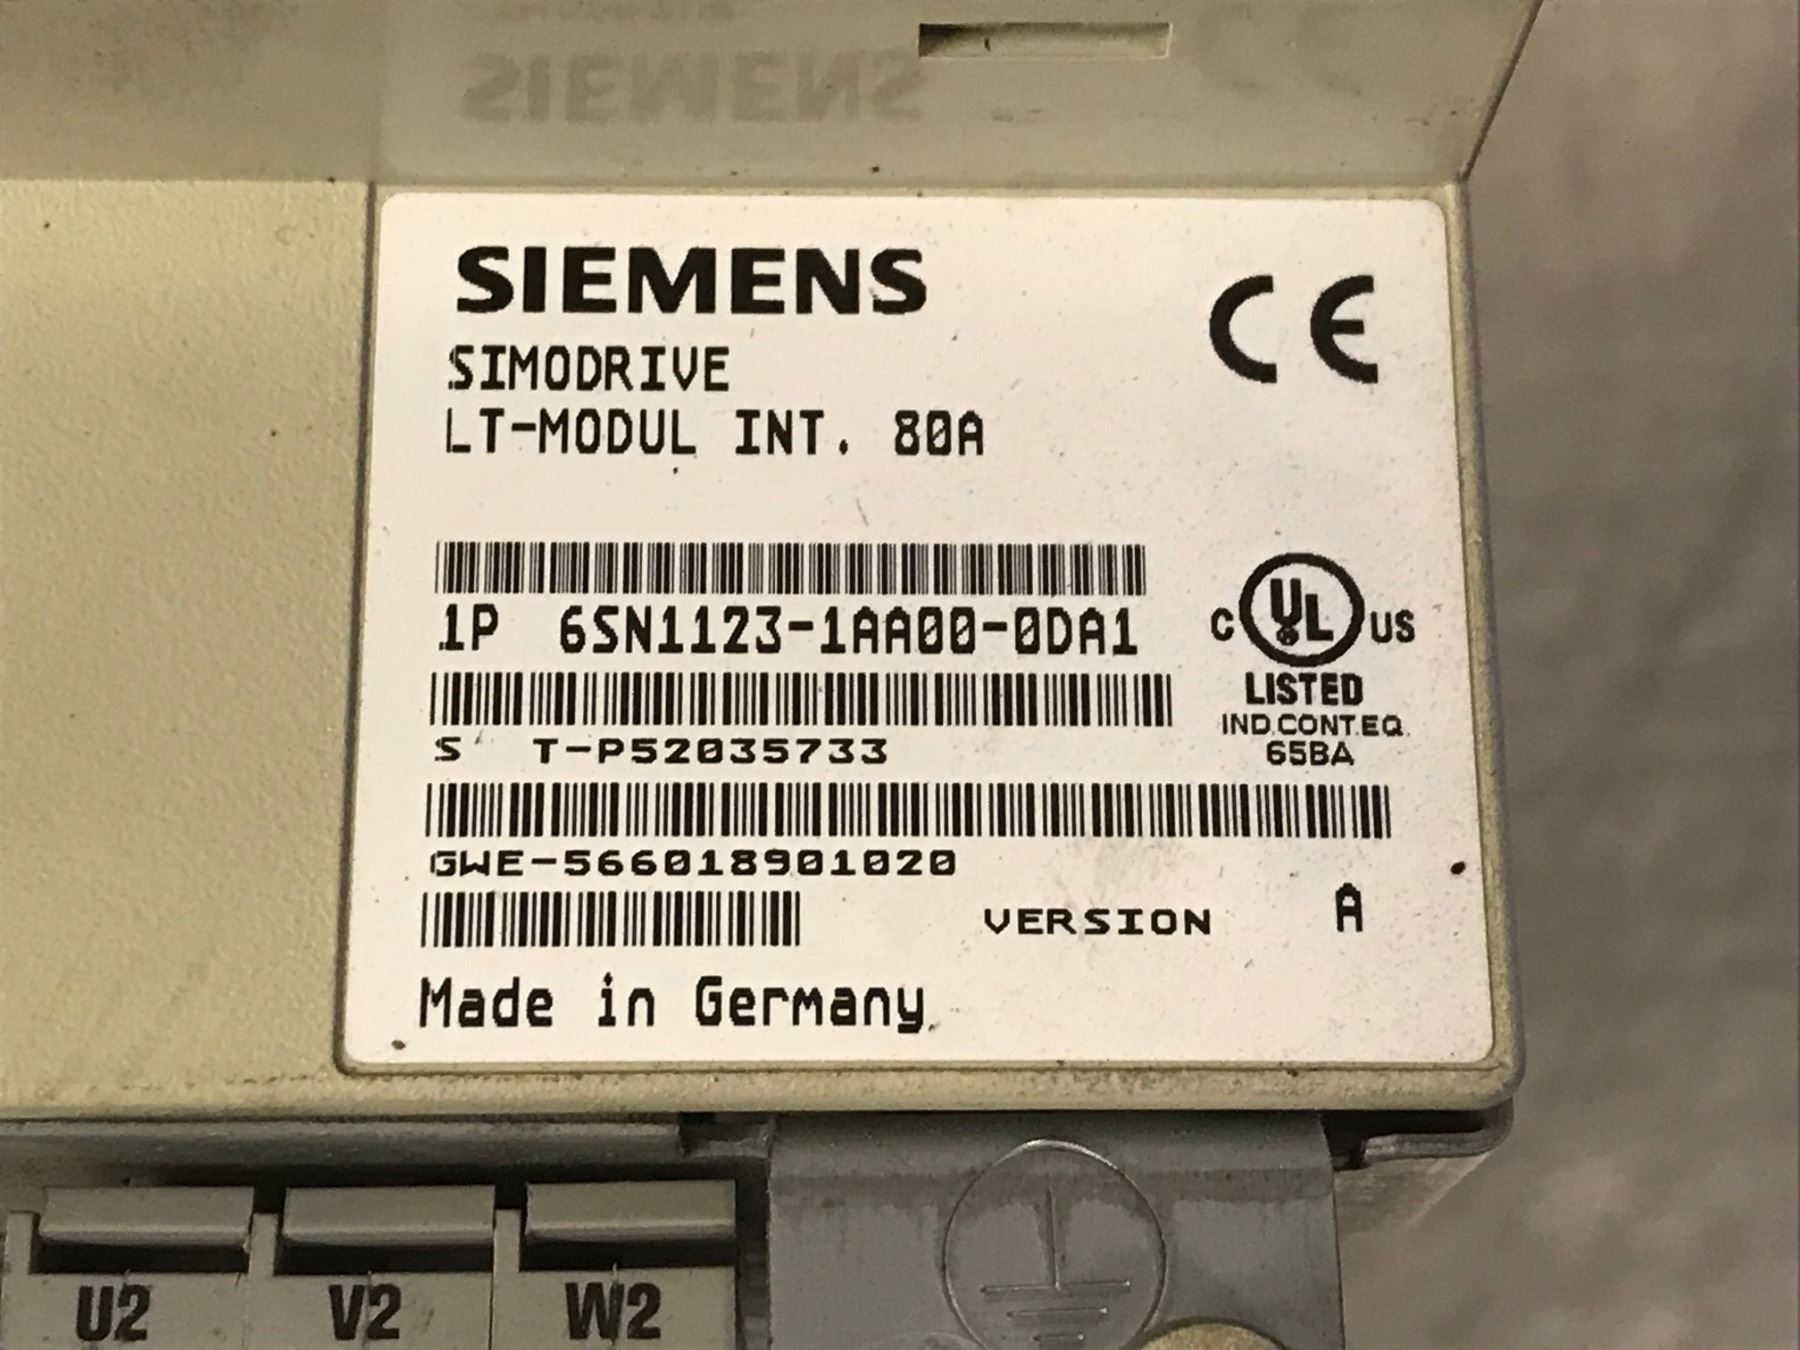 SIEMENS
CE
SIMODRIVE
LT-MODUL INT. 80A
1P 6SN1123-1AA00-0DA1
C UL US
LISTED
IND.CONT.EQ.
65BA
S T-P52035733
GWE-566018901020
VERSION A
Made in Germany
U2 V2 W2